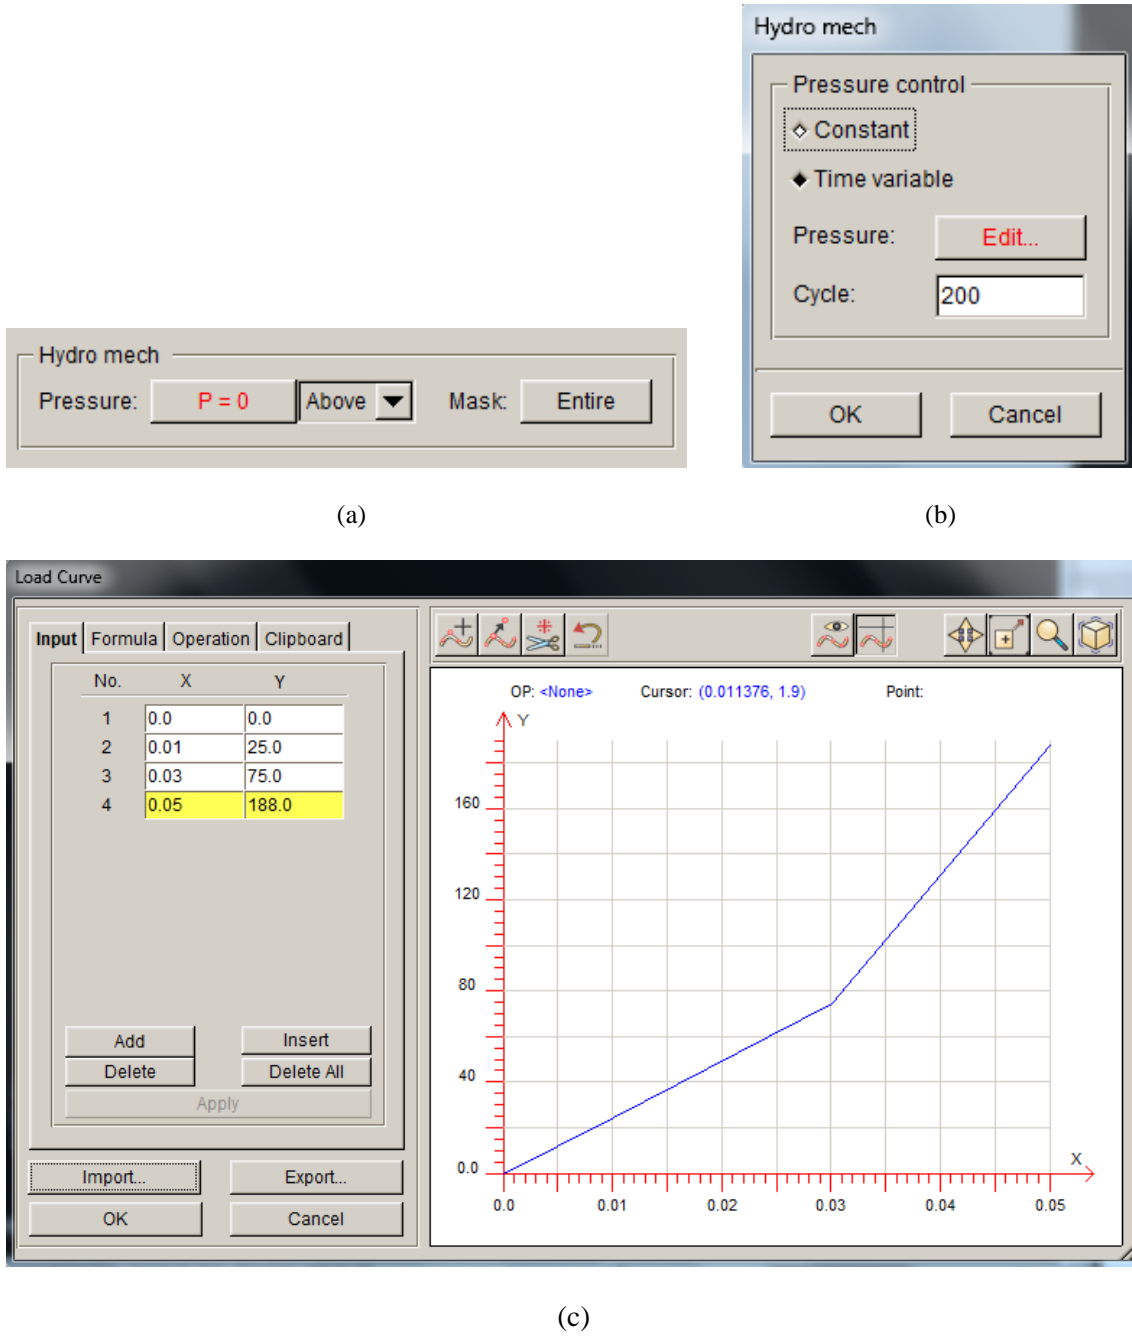 Hydro mech
Pressure control
Constant
Time variable
Pressure: Edit...
Cycle: 200
OK Cancel
Hydro mech
Pressure: P = 0 Above Mask: Entire
(a) (b)
Load Curve
Input Formula Operation Clipboard
No. X Y
1 0.0 0.0
2 0.01 25.0
3 0.03 75.0
4 0.05 188.0
Add Insert
Delete Delete All
Apply
Import... Export...
OK Cancel
OP: <None> Cursor: (0.011376, 1.9) Point:
Y
160
120
80
40
0.0
X
0.0 0.01 0.02 0.03 0.04 0.05
(c)